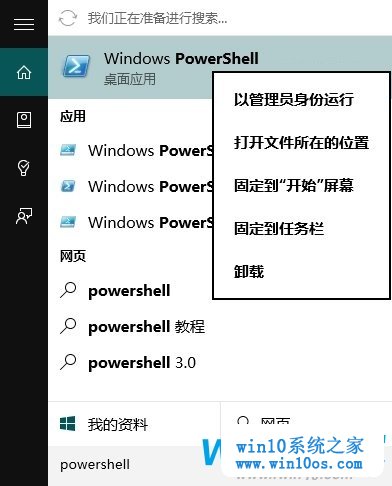 我们正在准备进行搜索...
Windows PowerShell
桌面应用
以管理员身份运行
打开文件所在的位置
固定到“开始”屏幕
固定到任务栏
卸载
应用
Windows PowerS
Windows PowerS
Windows PowerS
网页
powershell
powershell 教程
powershell 3.0
我的资料
网页
powershell
win10系统之家
www.win10os.com